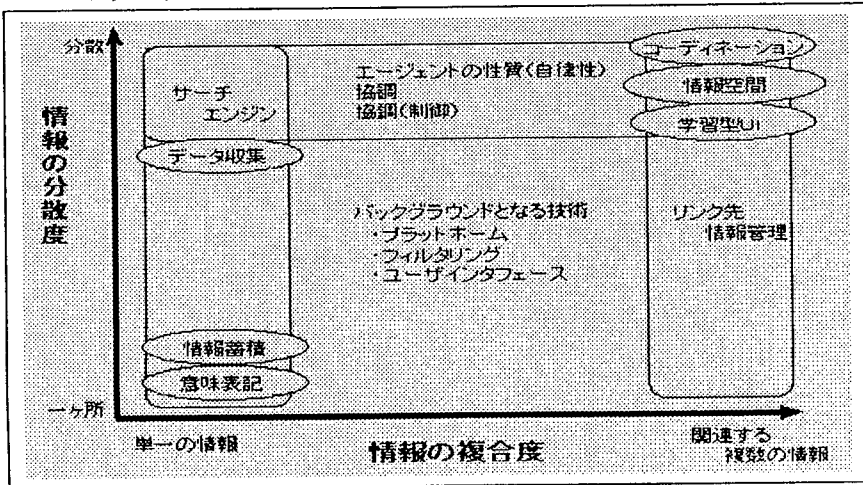 分散
情報の分散度
一ヶ所
サーチ
エンジン
データ収集
情報蓄積
意味表記
エージェントの性質(自律性)
協調
協調(制御)
バックグラウンドとなる技術
・プラットホーム
・フィルタリング
・ユーザインタフェース
コーディネーション
情報空間
学習型UI
リンク先
情報管理
単一の情報
情報の複合度
関連する
複数の情報